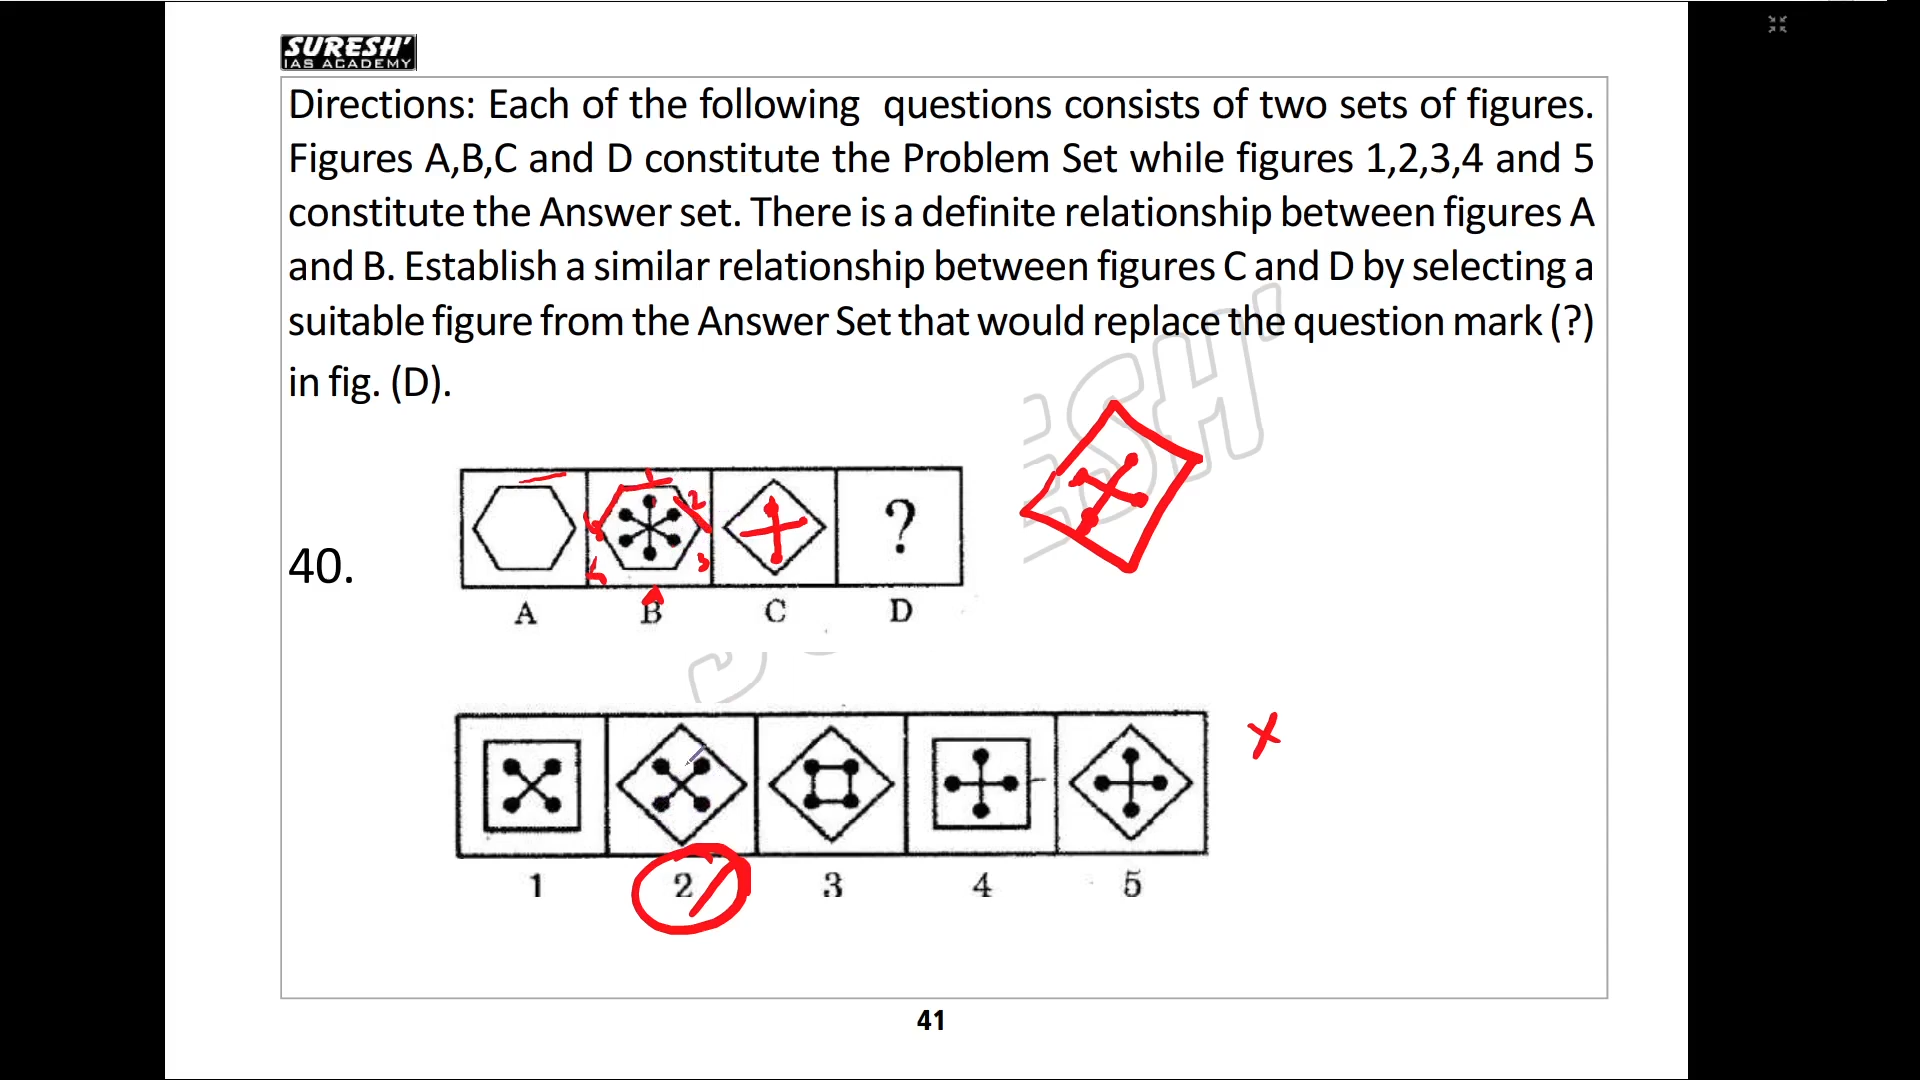 SURESH'
IAS ACADEMY
Directions: Each of the following questions consists of two sets of figures.
Figures A,B,C and D constitute the Problem Set while figures 1,2,3,4 and 5
constitute the Answer set. There is a definite relationship between figures A
and B. Establish a similar relationship between figures C and D by selecting a
suitable figure from the Answer Set that would replace the question mark (?)
in fig. (D).
40.
?
A B C D
1 2 3 4 5
41